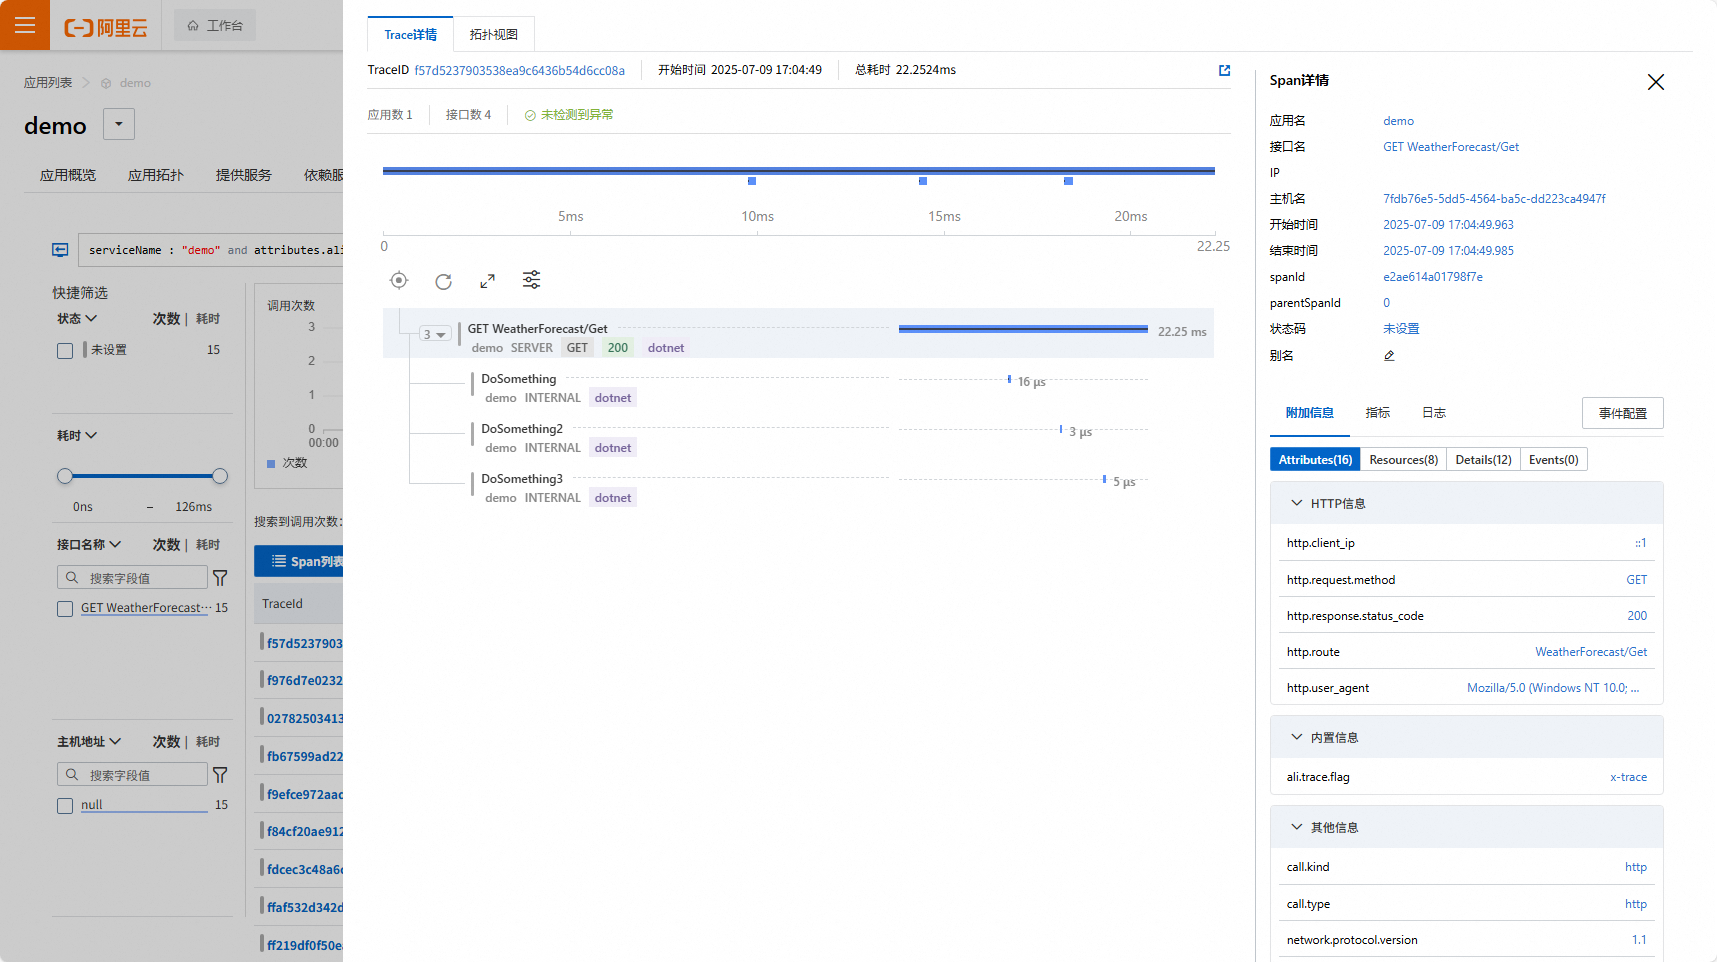 阿里云
工作台
应用列表
demo
demo
应用概览
应用拓扑
提供服务
依赖服
serviceName : "demo" and attributes.ali
快捷筛选
状态
次数 | 耗时
未设置
15
耗时
0ns
–
126ms
接口名称
次数 | 耗时
搜索字段值
GET WeatherForecast··· 15
主机地址
次数 | 耗时
搜索字段值
null
15
调用次数
3
2
1
0
00:00
次数
搜索到调用次数:
Span列表
TraceId
f57d5237903
f976d7e0232
02782503413
fb67599ad22
f9efce972aac
f84cf20ae912
fdcec3c48a6
ffaf532d342d
ff219df0f50e
Trace详情
拓扑视图
TraceID f57d5237903538ea9c6436b54d6cc08a
开始时间 2025-07-09 17:04:49
总耗时 22.2524ms
应用数 1
接口数 4
未检测到异常
5ms
10ms
15ms
20ms
0
22.25
3
GET WeatherForecast/Get
22.25 ms
demo SERVER GET 200 dotnet
DoSomething
16 μs
demo INTERNAL dotnet
DoSomething2
3 μs
demo INTERNAL dotnet
DoSomething3
5 μs
demo INTERNAL dotnet
Span详情
应用名 demo
接口名 GET WeatherForecast/Get
IP
主机名 7fdb76e5-5dd5-4564-ba5c-dd223ca4947f
开始时间 2025-07-09 17:04:49.963
结束时间 2025-07-09 17:04:49.985
spanId e2ae614a01798f7e
parentSpanId 0
状态码 未设置
别名
附加信息
指标
日志
事件配置
Attributes(16)
Resources(8)
Details(12)
Events(0)
HTTP信息
http.client_ip ::1
http.request.method GET
http.response.status_code 200
http.route WeatherForecast/Get
http.user_agent Mozilla/5.0 (Windows NT 10.0; ...
内置信息
ali.trace.flag x-trace
其他信息
call.kind http
call.type http
network.protocol.version 1.1